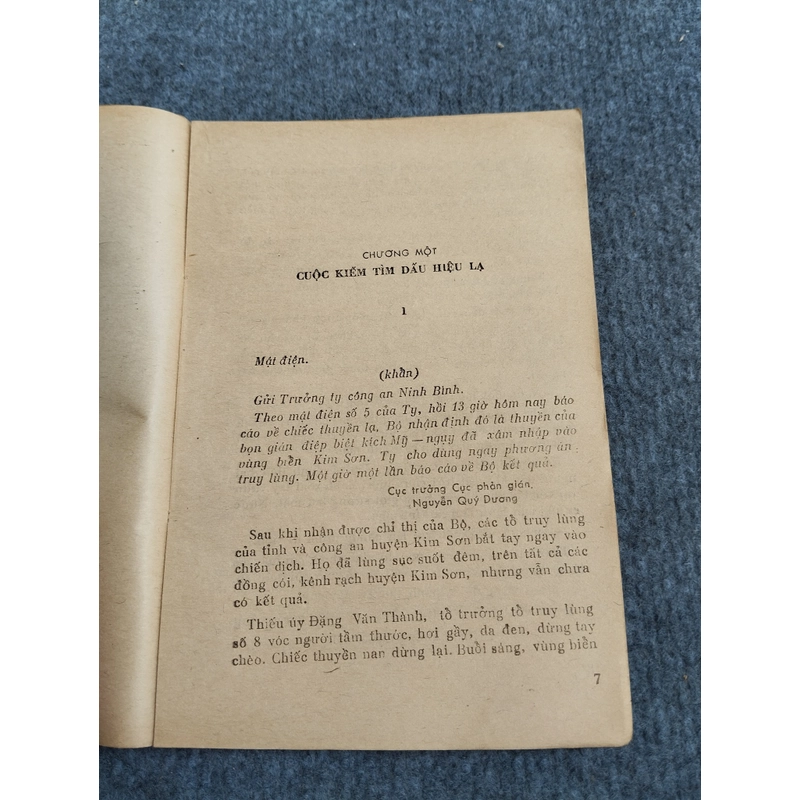 CHƯƠNG MỘT
CUỘC KIẾM TÌM DẤU HIỆU LẠ
1
Mật điện.
(khẩn)
Gửi Trưởng ty công an Ninh Bình.
Theo mật điện số 5 của Ty, hồi 13 giờ hôm nay báo
cáo về chiếc thuyền lạ, Bộ nhận định đó là thuyền của
bọn gián điệp biệt kích Mỹ — ngụy đã xâm nhập vào
vùng biển Kim Sơn. Ty cho dùng ngay phương án
truy lùng. Một giờ một lần báo cáo về Bộ kết quả.
Cục trưởng Cục phản gián.
Nguyễn Quý Dương
Sau khi nhận được chỉ thị của Bộ, các tổ truy lùng
của tỉnh và công an huyện Kim Sơn bắt tay ngay vào
chiến dịch. Họ đã lùng sục suốt đêm, trên tất cả các
đồng cói, kênh rạch huyện Kim Sơn, nhưng vẫn chưa
có kết quả.
Thiếu úy Đặng Văn Thành, tổ trưởng tổ truy lùng
số 8 vóc người tầm thước, hơi gầy, da đen, dừng tay
chèo. Chiếc thuyền nan dừng lại. Buổi sáng, vùng biển
7